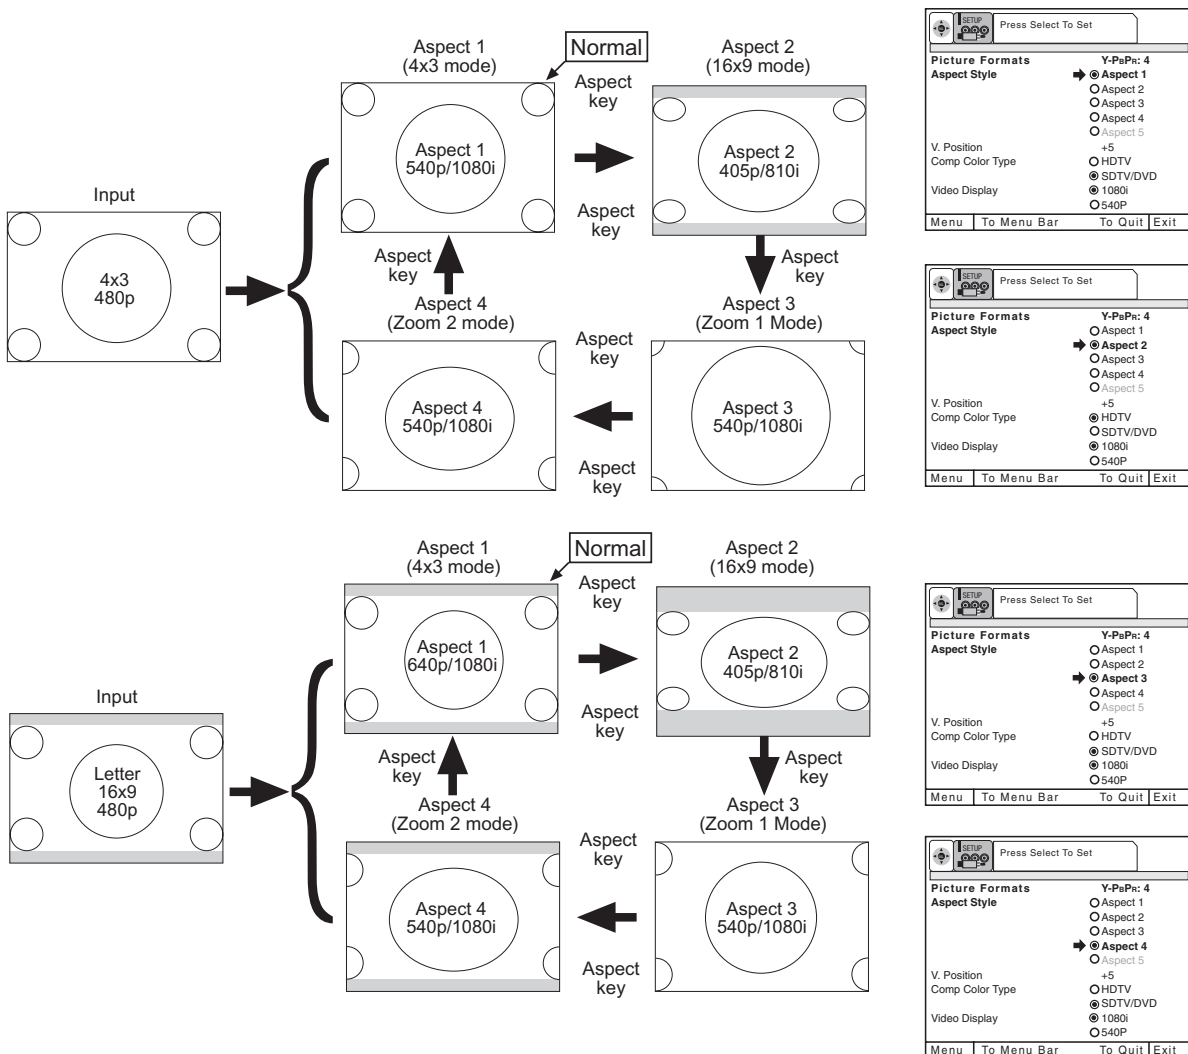 Aspect 1
(4x3 mode)
Normal
Aspect 2
(16x9 mode)
Aspect
key
Aspect 1
540p/1080i
Aspect 2
405p/810i
Input
4x3
480p
Aspect
key
Aspect
key
Aspect
key
Aspect 4
(Zoom 2 mode)
Aspect 3
(Zoom 1 Mode)
Aspect
key
Aspect 4
540p/1080i
Aspect 3
540p/1080i
Aspect
key
Aspect 1
(4x3 mode)
Normal
Aspect 2
(16x9 mode)
Aspect
key
Aspect 1
640p/1080i
Aspect 2
405p/810i
Input
Letter
16x9
480p
Aspect
key
Aspect
key
Aspect
key
Aspect 4
(Zoom 2 mode)
Aspect 3
(Zoom 1 Mode)
Aspect
key
Aspect 4
540p/1080i
Aspect 3
540p/1080i
Aspect
key
SETUP
Press Select To Set
Picture Formats Y-PBPR: 4
Aspect Style Aspect 1
Aspect 2
Aspect 3
Aspect 4
Aspect 5
V. Position +5
Comp Color Type HDTV
SDTV/DVD
Video Display 1080i
540P
Menu To Menu Bar To Quit Exit
SETUP
Press Select To Set
Picture Formats Y-PBPR: 4
Aspect Style Aspect 1
Aspect 2
Aspect 3
Aspect 4
Aspect 5
V. Position +5
Comp Color Type HDTV
SDTV/DVD
Video Display 1080i
540P
Menu To Menu Bar To Quit Exit
SETUP
Press Select To Set
Picture Formats Y-PBPR: 4
Aspect Style Aspect 1
Aspect 2
Aspect 3
Aspect 4
Aspect 5
V. Position +5
Comp Color Type HDTV
SDTV/DVD
Video Display 1080i
540P
Menu To Menu Bar To Quit Exit
SETUP
Press Select To Set
Picture Formats Y-PBPR: 4
Aspect Style Aspect 1
Aspect 2
Aspect 3
Aspect 4
Aspect 5
V. Position +5
Comp Color Type HDTV
SDTV/DVD
Video Display 1080i
540P
Menu To Menu Bar To Quit Exit